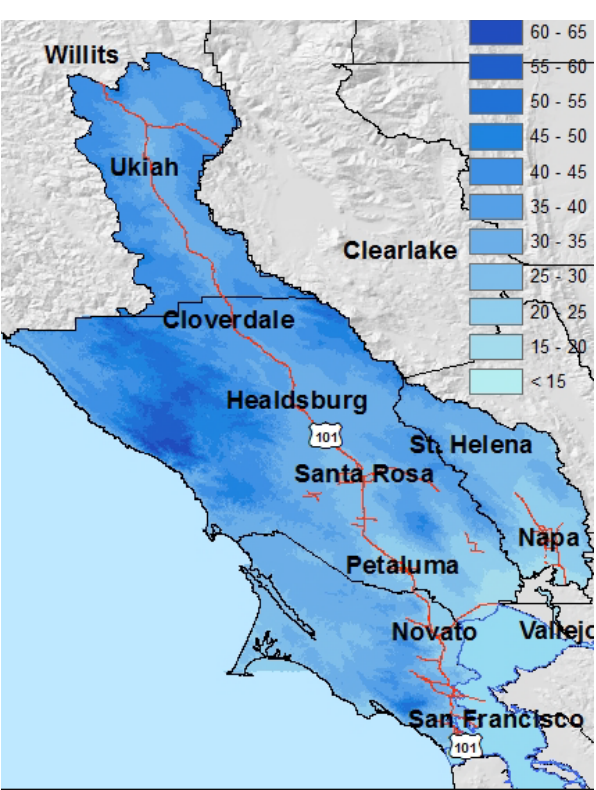 60 - 65
Willits
55 - 60
50 - 55
45 - 50
Ukiah
40 - 45
35 - 40
30 - 35
Clearlake
25 - 30
20 25
Cloverdale
15 - 20
< 15
Healdsburg
101
St. Helena
Santa Rosa
Napa
Petaluma
Novato
Vallejo
San Francisco
101